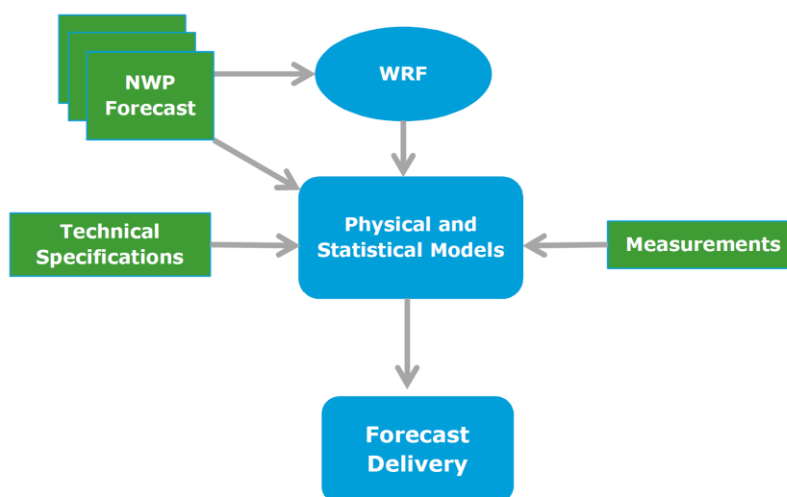 NWP
Forecast
WRF
Physical and
Statistical Models
Technical
Specifications
Measurements
Forecast
Delivery